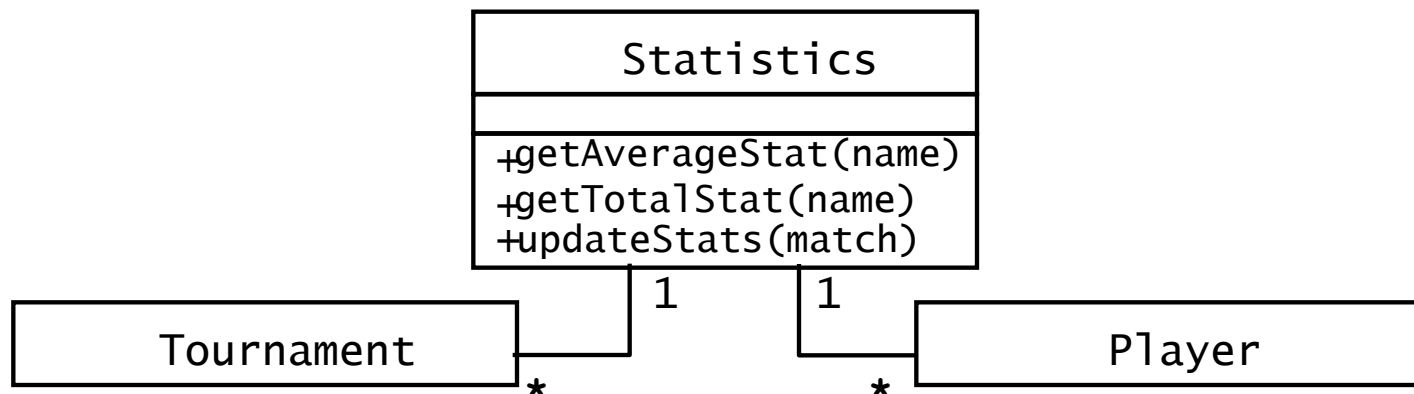 Statistics
+getAverageStat(name)
+getTotalStat(name)
+updateStats(match)
1 1
Tournament Player
* *